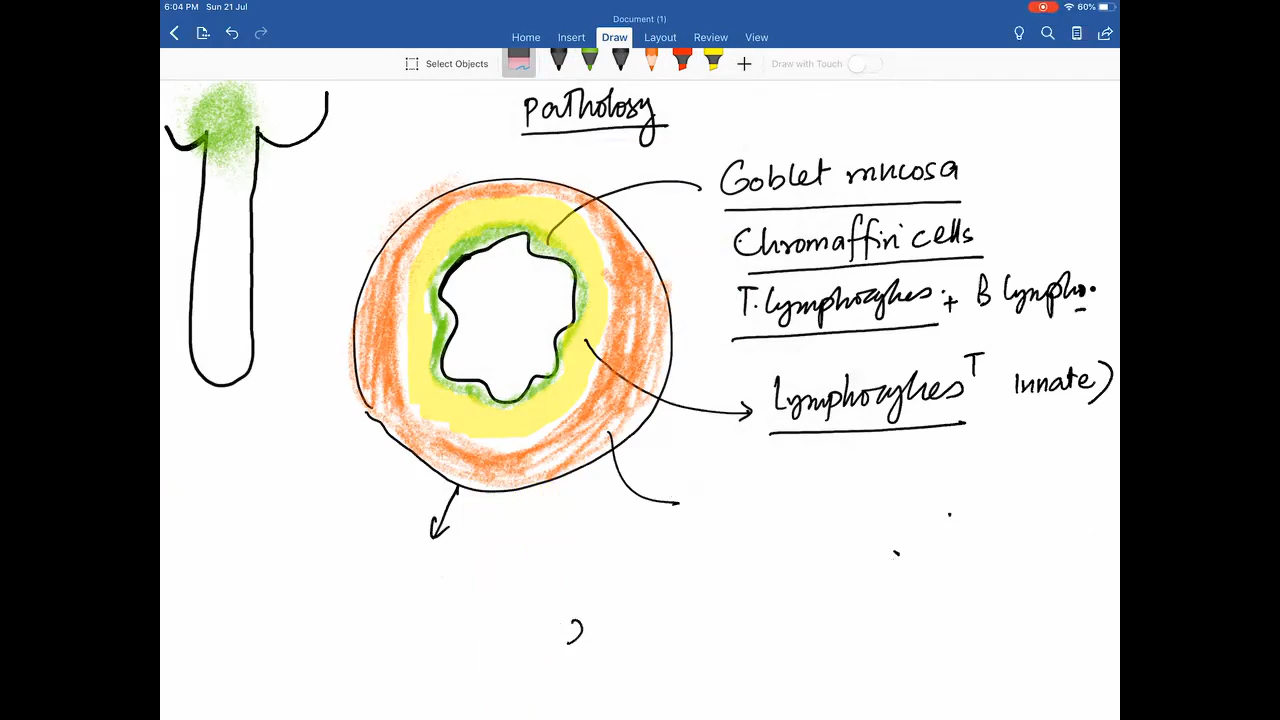 6:04 PM Sun 21 Jul 60%
Document (1)
Home Insert Draw Layout Review View
Select Objects Draw with Touch
Pathology
Goblet mucosa
Chromaffin cells
T. lymphocytes. + B lympho.
Lymphocytes T innate)